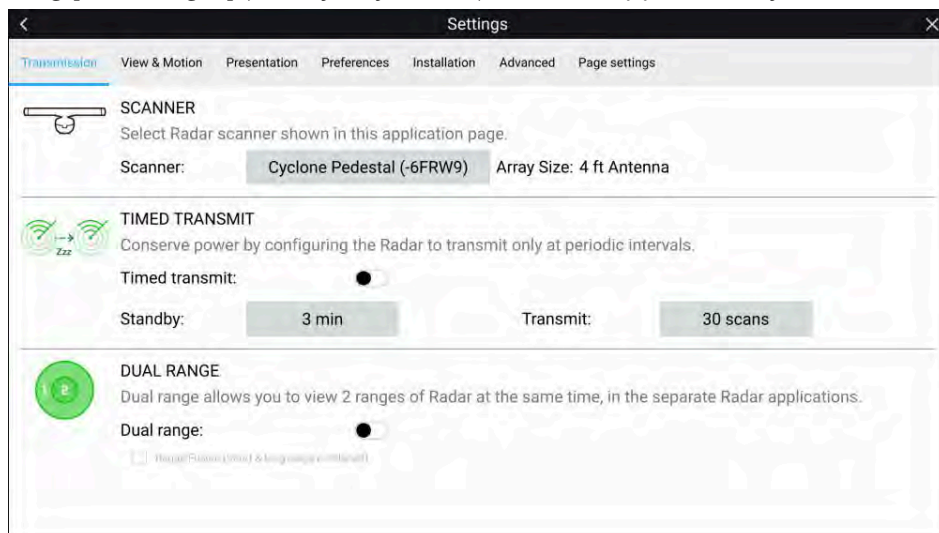 Settings
Transmission View & Motion Presentation Preferences Installation Advanced Page settings
SCANNER
Select Radar scanner shown in this application page.
Scanner: Cyclone Pedestal (-6FRW9) Array Size: 4 ft Antenna
TIMED TRANSMIT
Conserve power by configuring the Radar to transmit only at periodic intervals.
Zzz
Timed transmit:
Standby: 3 min Transmit: 30 scans
DUAL RANGE
1 2
Dual range allows you to view 2 ranges of Radar at the same time, in the separate Radar applications.
Dual range: